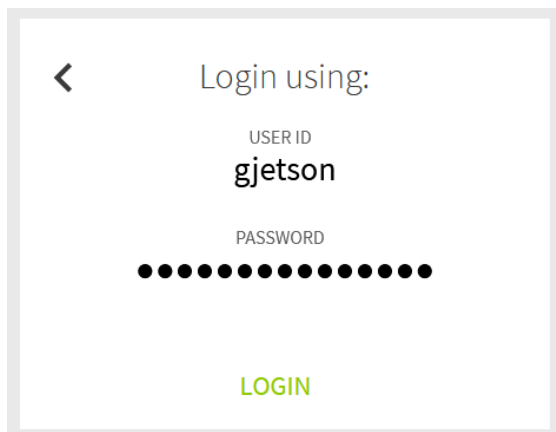 Login using:
USER ID
gjetson
PASSWORD
●●●●●●●●●●●●●●●
LOGIN